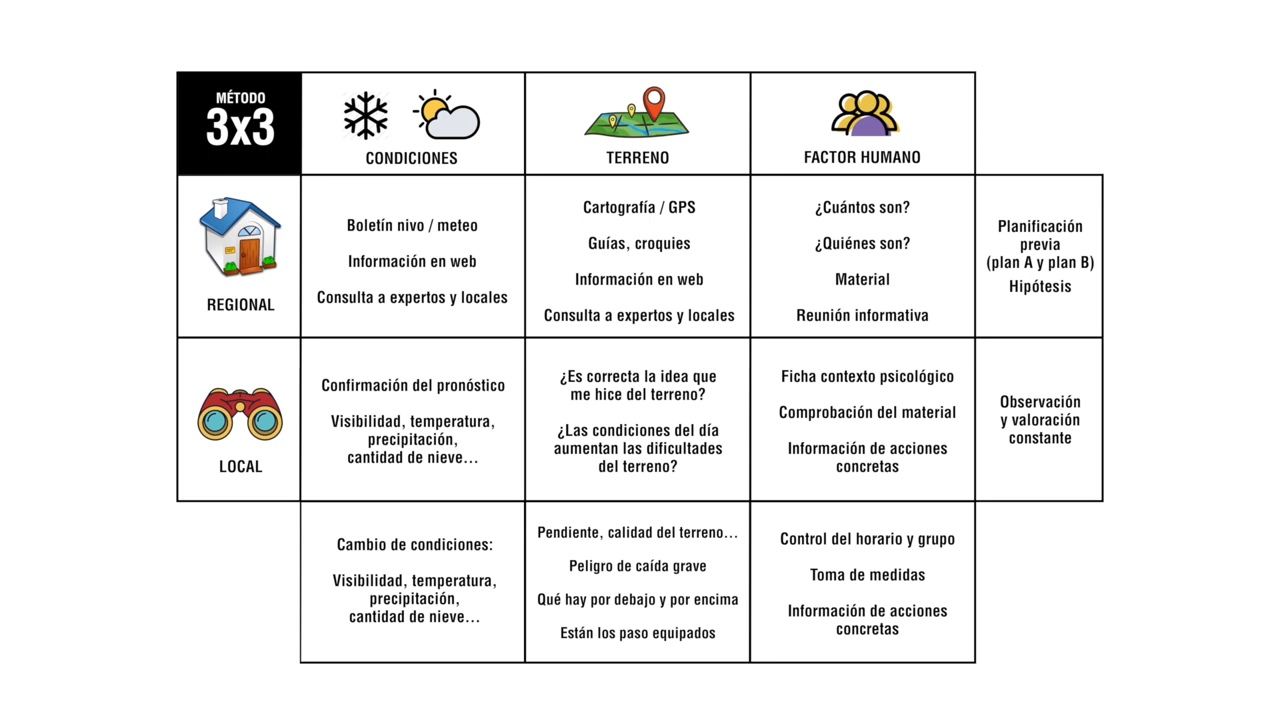 MÉTODO
3x3
CONDICIONES
TERRENO
FACTOR HUMANO
REGIONAL
Boletín nivo / meteo
Información en web
Consulta a expertos y locales
Cartografía / GPS
Guías, croquies
Información en web
Consulta a expertos y locales
¿Cuántos son?
¿Quiénes son?
Material
Reunión informativa
Planificación
previa
(plan A y plan B)
Hipótesis
LOCAL
Confirmación del pronóstico
Visibilidad, temperatura,
precipitación,
cantidad de nieve...
¿Es correcta la idea que
me hice del terreno?
¿Las condiciones del día
aumentan las dificultades
del terreno?
Ficha contexto psicológico
Comprobación del material
Información de acciones
concretas
Observación
y valoración
constante
Cambio de condiciones:
Visibilidad, temperatura,
precipitación,
cantidad de nieve...
Pendiente, calidad del terreno...
Peligro de caída grave
Qué hay por debajo y por encima
Están los paso equipados
Control del horario y grupo
Toma de medidas
Información de acciones
concretas